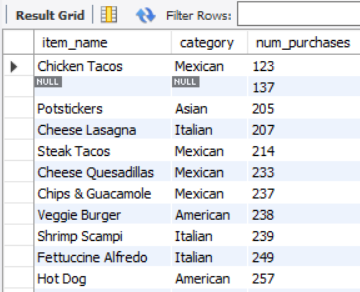 Result Grid Filter Rows:
item_name category num_purchases
Chicken Tacos Mexican 123
NULL NULL 137
Potstickers Asian 205
Cheese Lasagna Italian 207
Steak Tacos Mexican 214
Cheese Quesadillas Mexican 233
Chips & Guacamole Mexican 237
Veggie Burger American 238
Shrimp Scampi Italian 239
Fettuccine Alfredo Italian 249
Hot Dog American 257